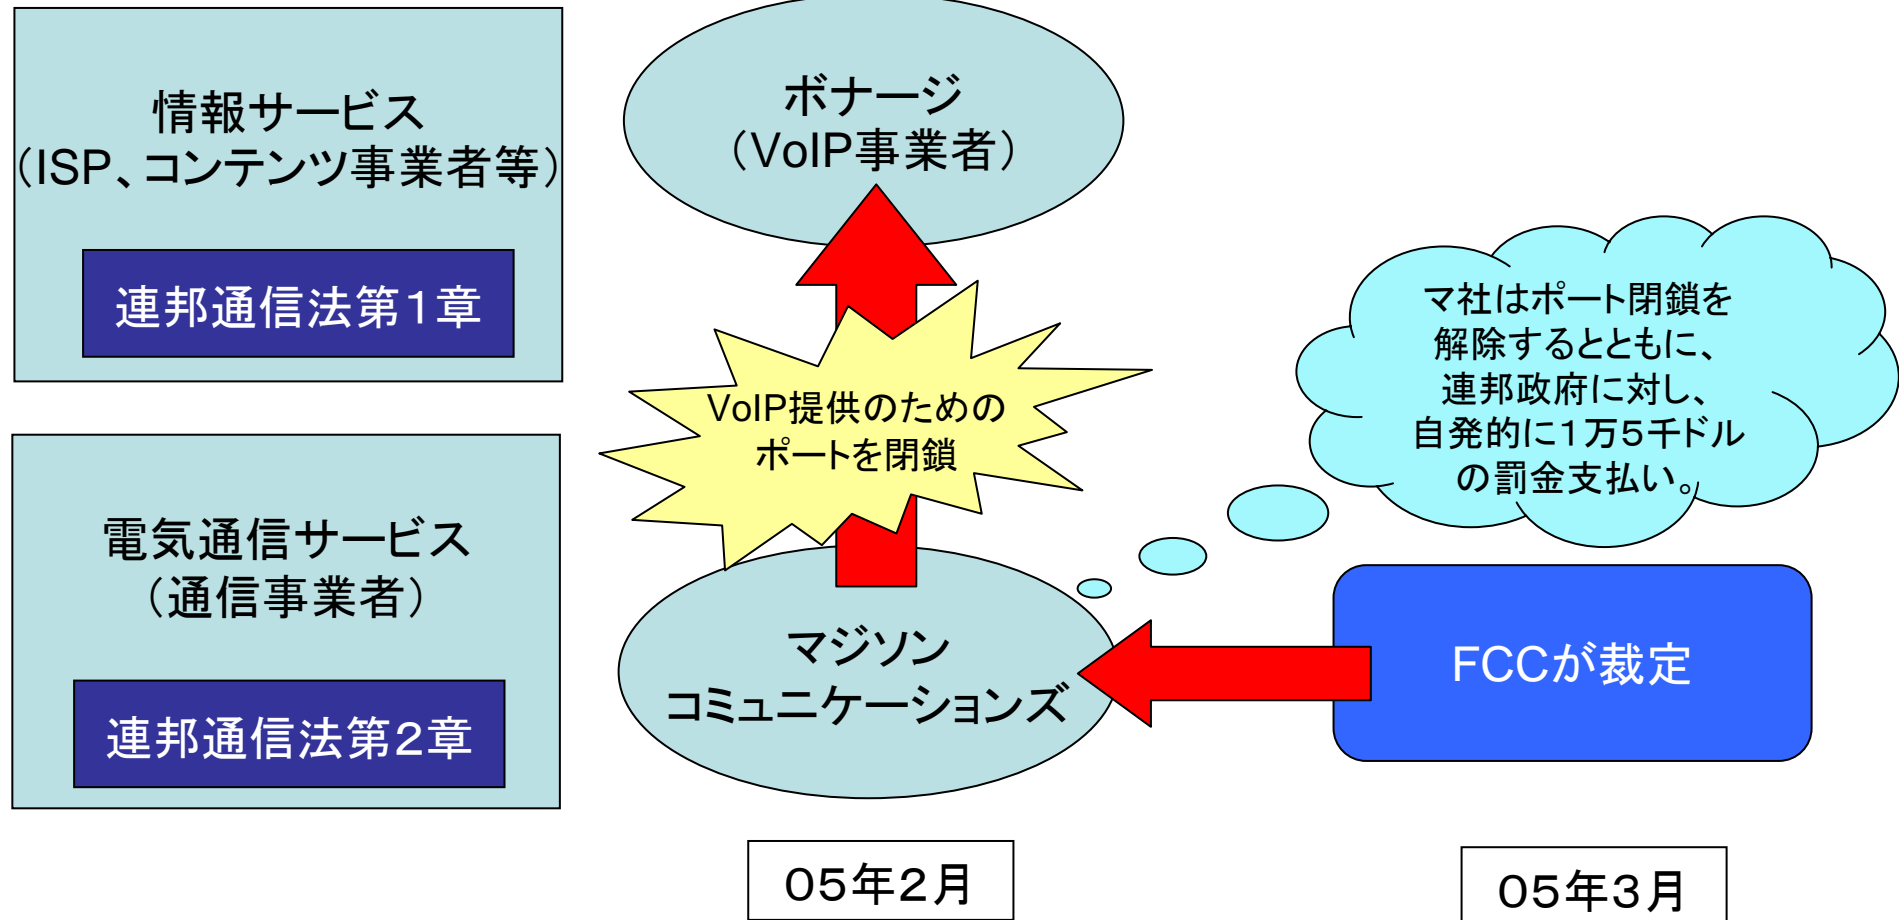 情報サービス
（ISP、コンテンツ事業者等）
連邦通信法第１章
電気通信サービス
（通信事業者）
連邦通信法第２章
ボナージ
（VoIP事業者）
VoIP提供のための
ポートを閉鎖
マジソン
コミュニケーションズ
０５年２月
マ社はポート閉鎖を
解除するとともに、
連邦政府に対し、
自発的に１万５千ドル
の罰金支払い。
FCCが裁定
０５年３月